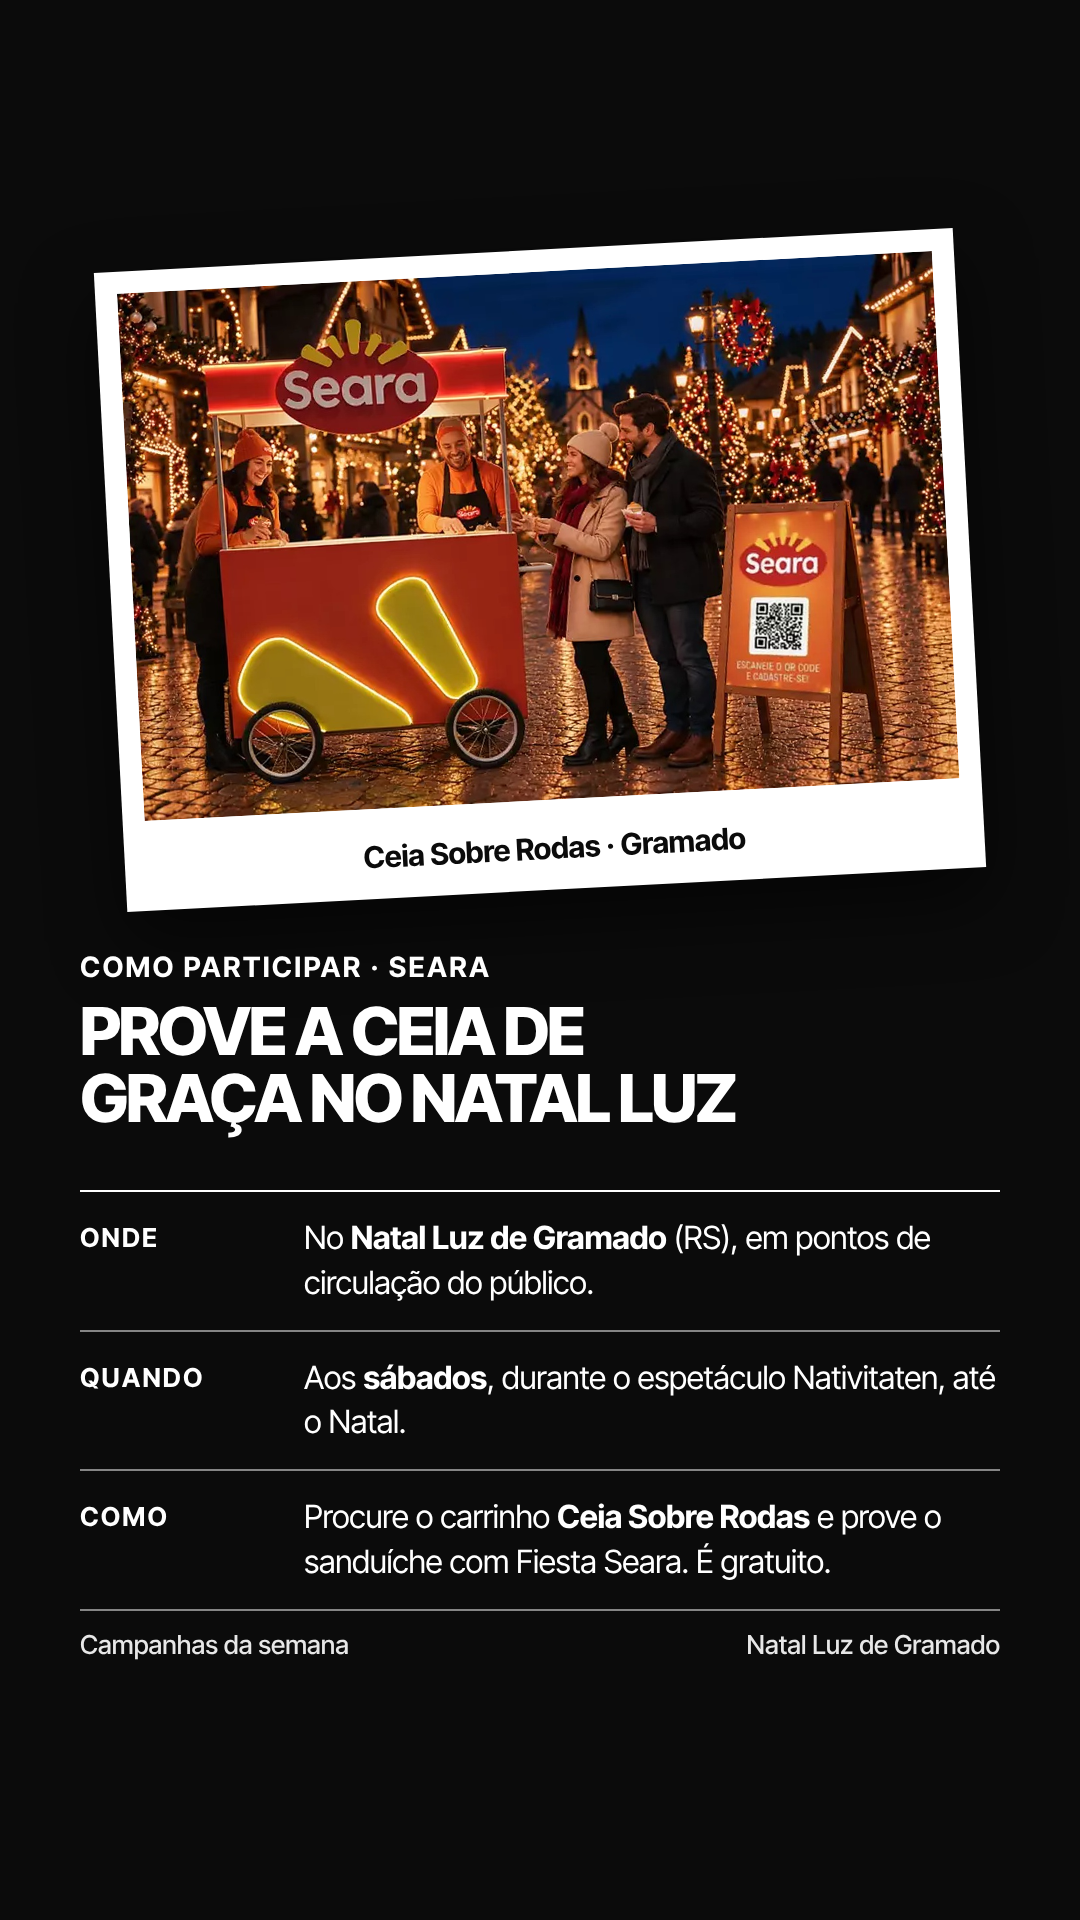 Seara
Seara
Seara
ESCANEIE O QR CODE
E CADASTRE-SE!
Ceia Sobre Rodas · Gramado
COMO PARTICIPAR · SEARA
PROVE A CEIA DE
GRAÇA NO NATAL LUZ
ONDE
No Natal Luz de Gramado (RS), em pontos de
circulação do público.
QUANDO
Aos sábados, durante o espetáculo Nativitaten, até
o Natal.
COMO
Procure o carrinho Ceia Sobre Rodas e prove o
sanduíche com Fiesta Seara. É gratuito.
Campanhas da semana
Natal Luz de Gramado